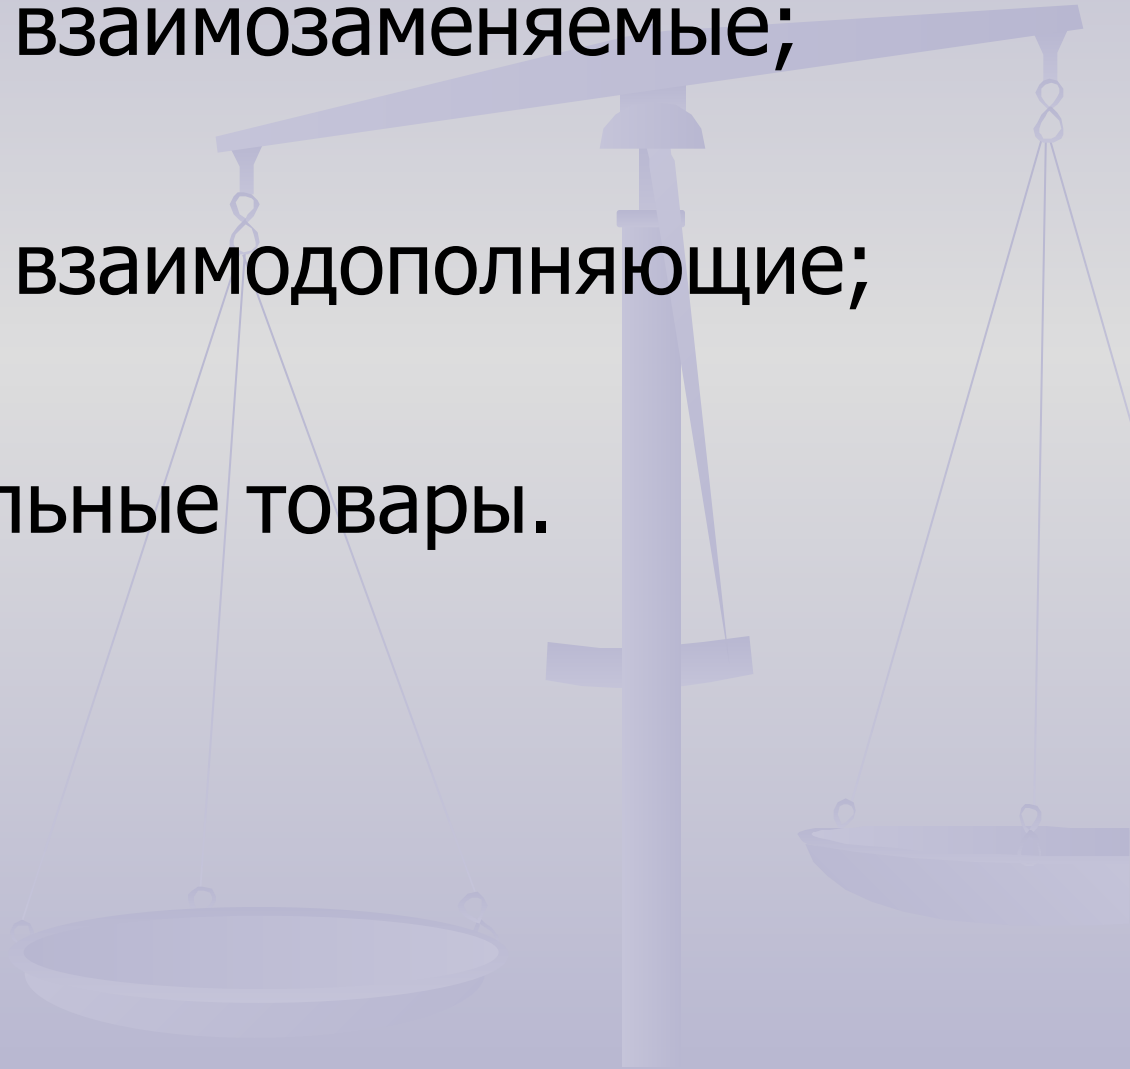 взаимозаменяемые;
взаимодополняющие;
льные товары.